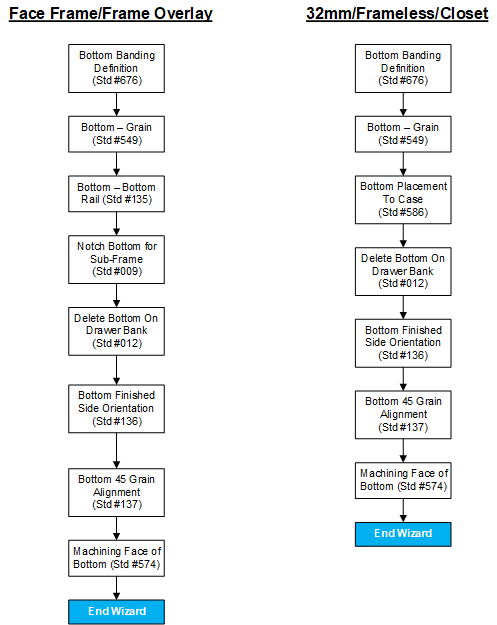 Face Frame/Frame Overlay
Bottom Banding
Definition
(Std #676)
Bottom – Grain
(Std #549)
Bottom – Bottom
Rail (Std #135)
Notch Bottom for
Sub-Frame
(Std #009)
Delete Bottom On
Drawer Bank
(Std #012)
Bottom Finished
Side Orientation
(Std #136)
Bottom 45 Grain
Alignment
(Std #137)
Machining Face of
Bottom (Std #574)
End Wizard
32mm/Frameless/Closet
Bottom Banding
Definition
(Std #676)
Bottom – Grain
(Std #549)
Bottom Placement
To Case
(Std #586)
Delete Bottom On
Drawer Bank
(Std #012)
Bottom Finished
Side Orientation
(Std #136)
Bottom 45 Grain
Alignment
(Std #137)
Machining Face of
Bottom (Std #574)
End Wizard